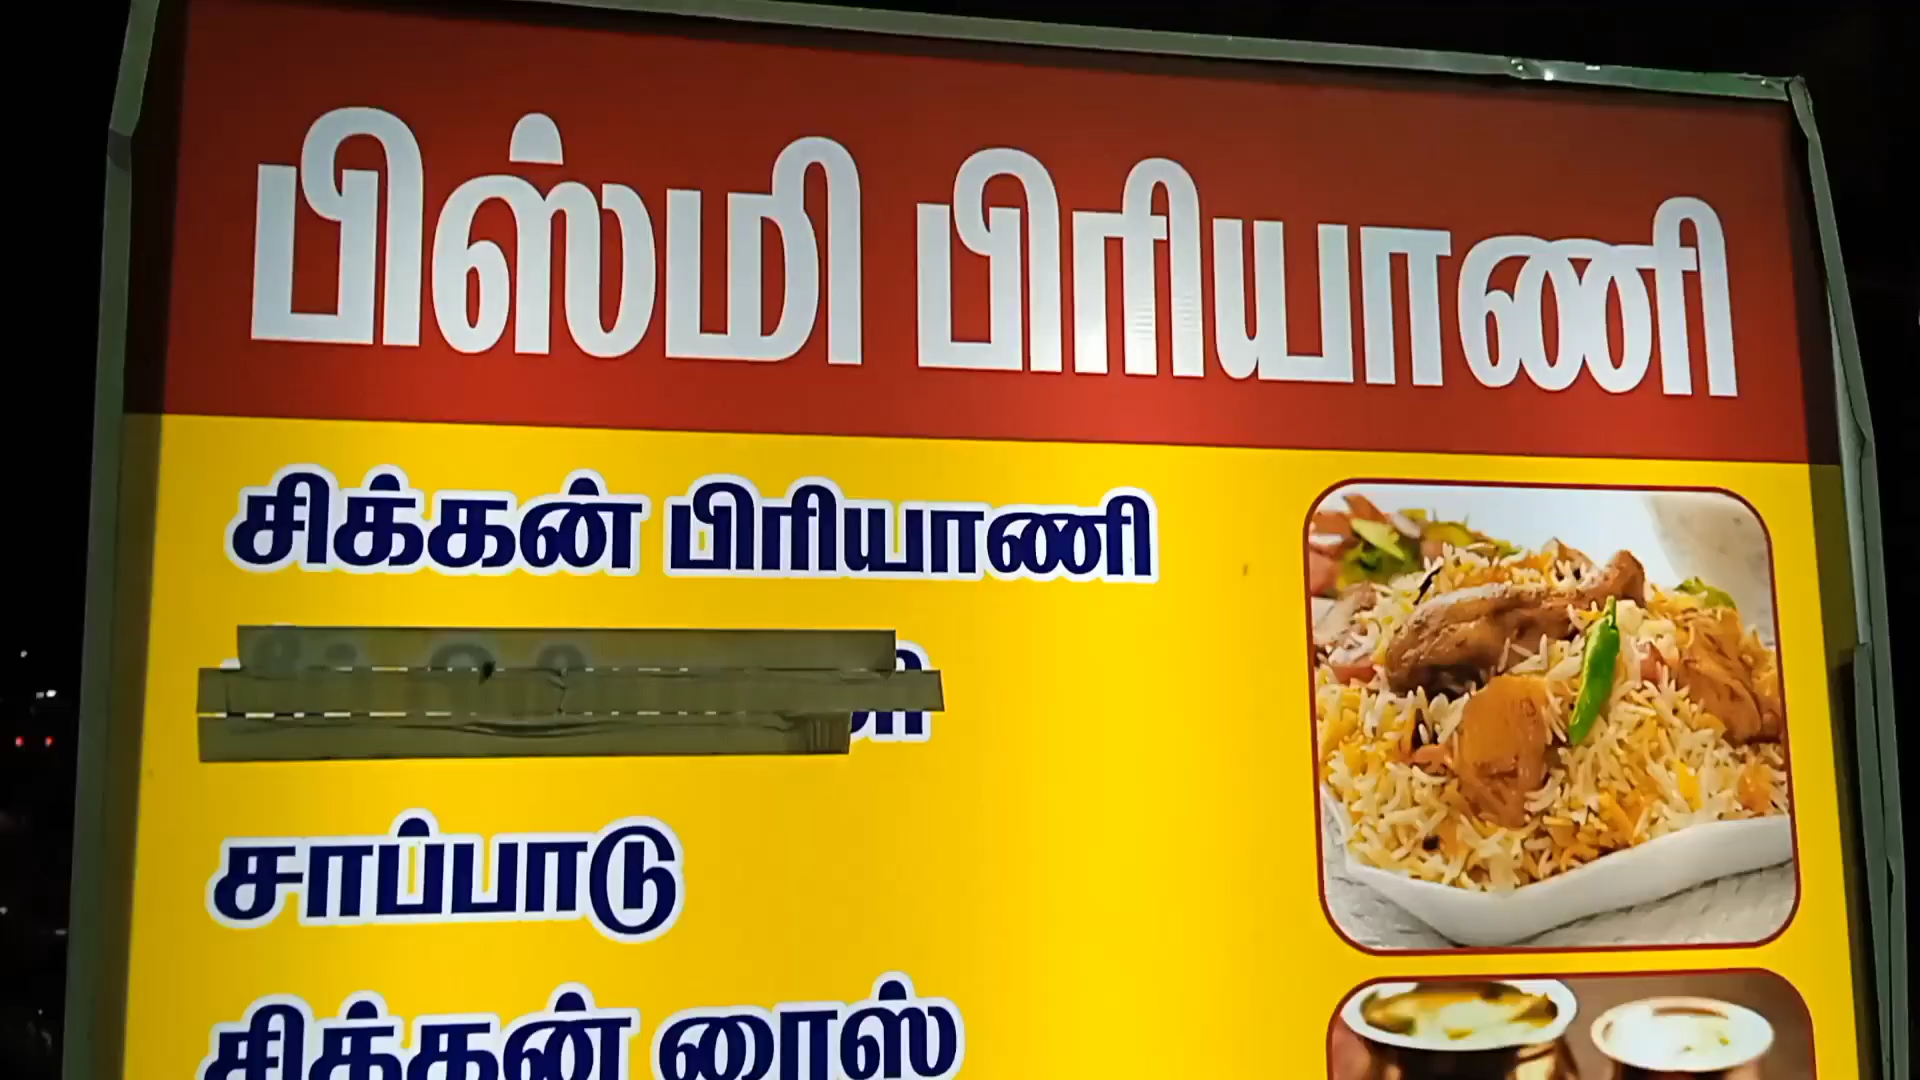 பிஸ்மி பிரியாணி
சிக்கன் பிரியாணி
சாப்பாடு
சிக்கன் ரைஸ்